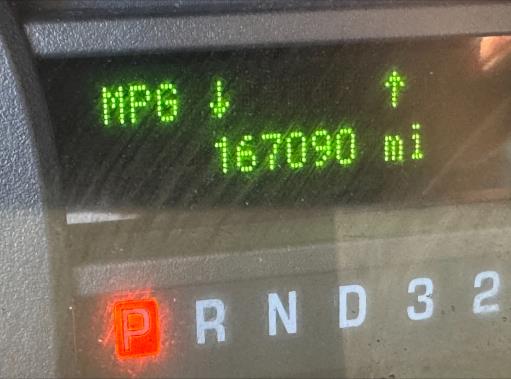 MPG ↓ ↑
167090 mi
P R N D 3 2